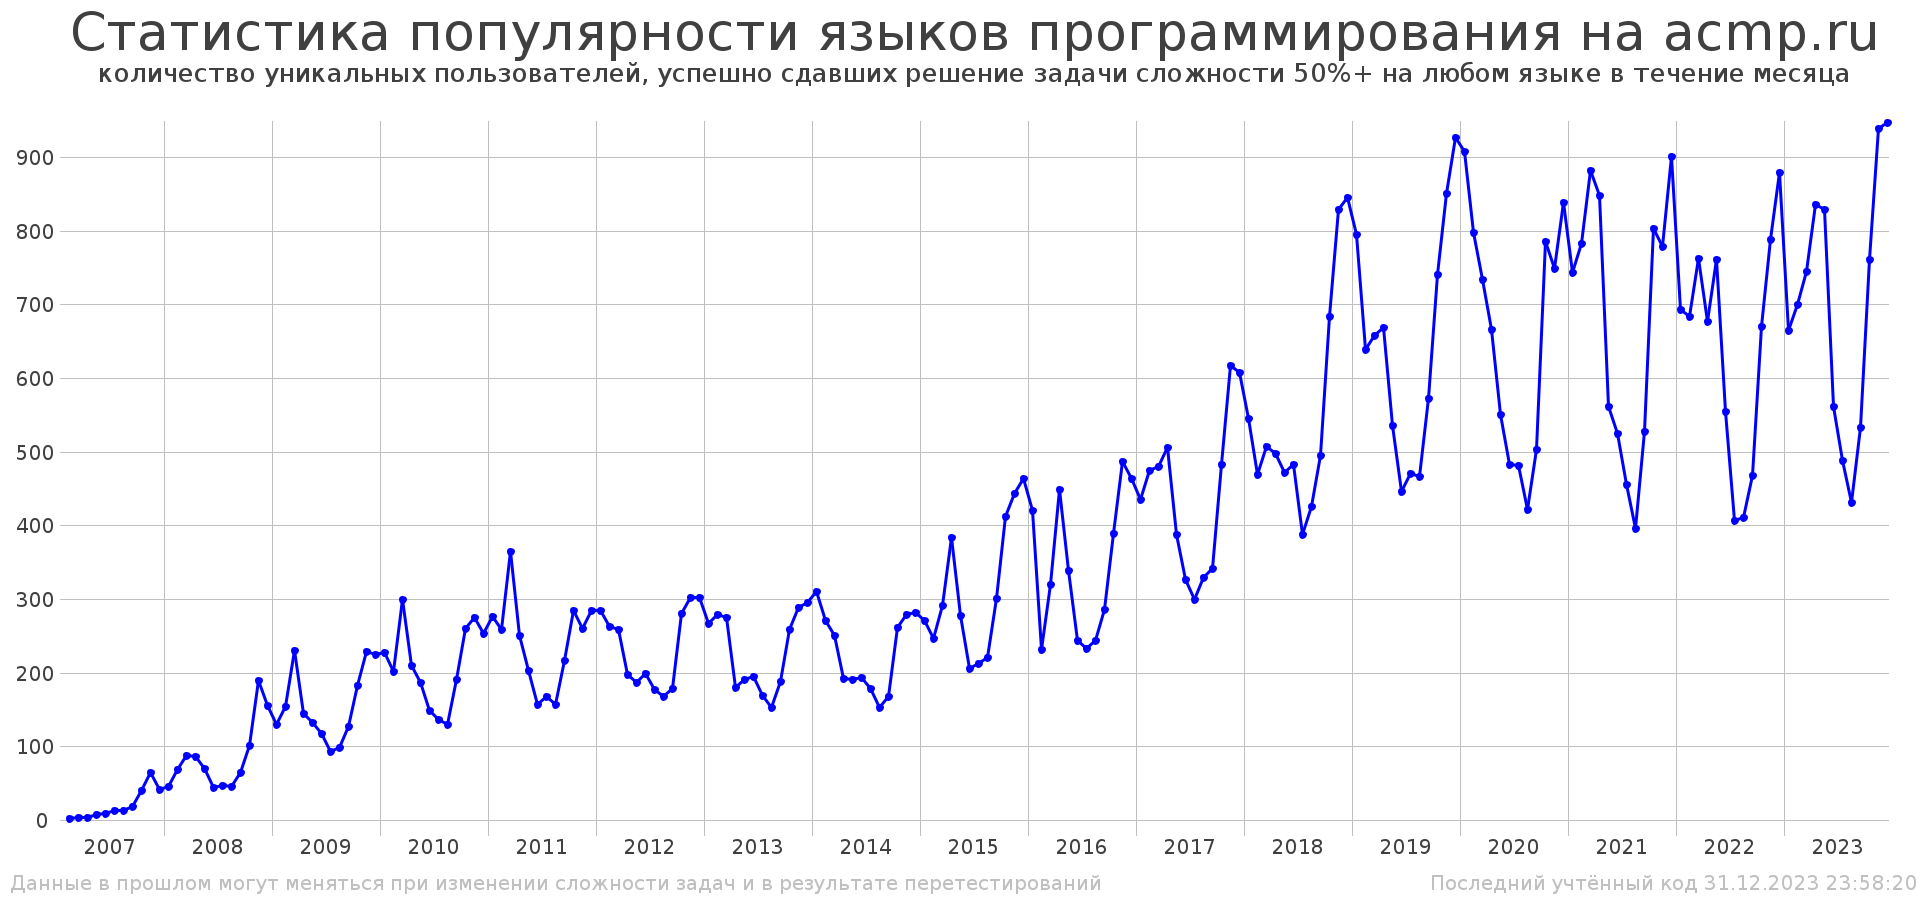 Статистика популярности языков программирования на acmp.ru
количество уникальных пользователей, успешно сдавших решение задачи сложности 50%+ на любом языке в течение месяца
900
800
700
600
500
400
300
200
100
0
2007 2008 2009 2010 2011 2012 2013 2014 2015 2016 2017 2018 2019 2020 2021 2022 2023
Данные в прошлом могут меняться при изменении сложности задач и в результате перетестирований
Последний учтённый код 31.12.2023 23:58:20